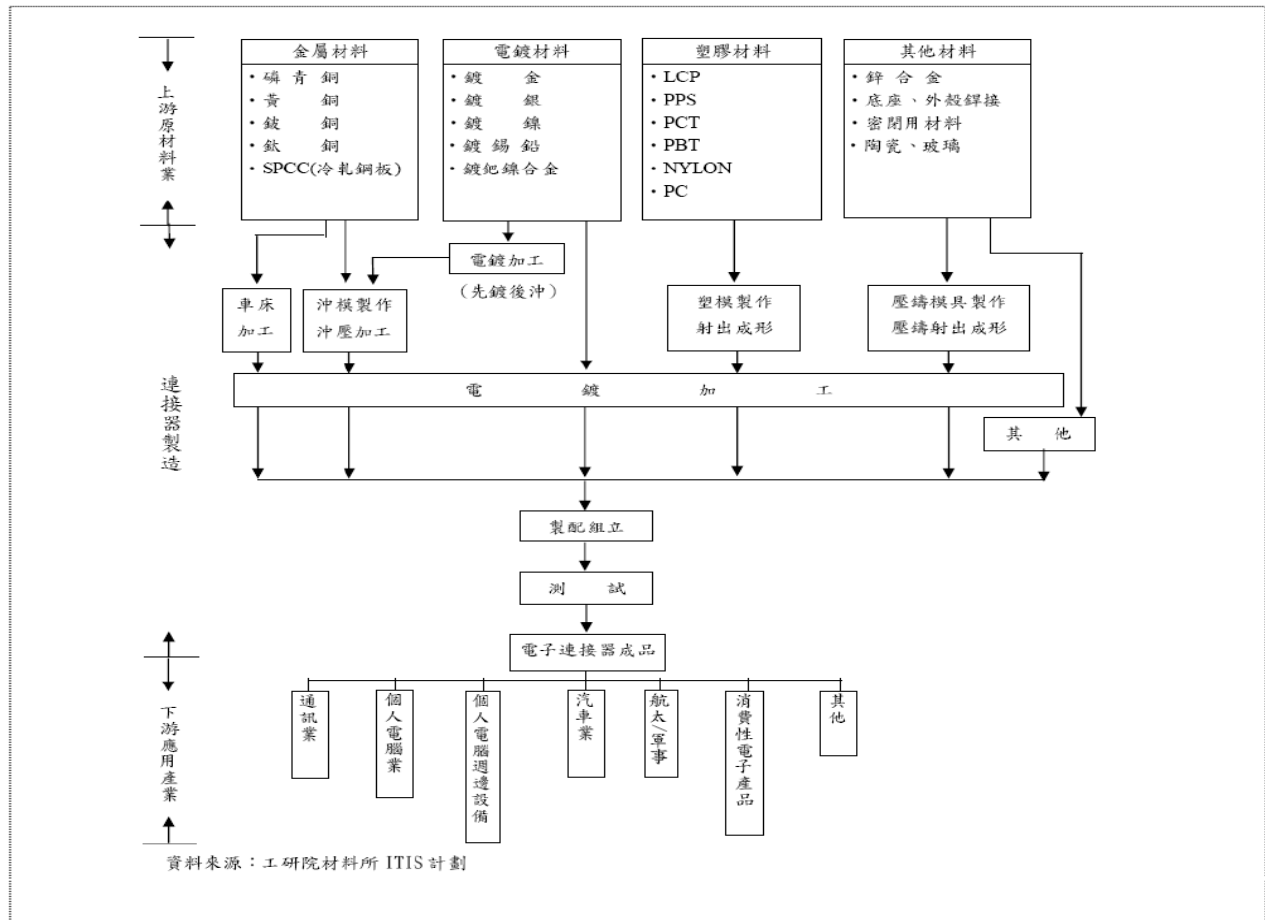 上游原材料業
金屬材料
・磷青銅
・黃銅
・鈹銅
・鈦銅
・SPCC(冷軋鋼板)
電鍍材料
・鍍金
・鍍銀
・鍍鎳
・鍍錫鉛
・鍍鈀鎳合金
塑膠材料
・LCP
・PPS
・PCT
・PBT
・NYLON
・PC
其他材料
・鋅合金
・底座、外殼銲接
・密閉用材料
・陶瓷、玻璃
連接器製造
電鍍加工
(先鍍後沖)
車床
加工
沖模製作
沖壓加工
塑模製作
射出成形
壓鑄模具製作
壓鑄射出成形
電鍍加工
其他
製配組立
測試
電子連接器成品
下游應用產業
通訊業
個人電腦業
個人電腦週邊設備
汽車業
航太/軍事
消費性電子產品
其他
資料來源：工研院材料所 ITIS 計劃